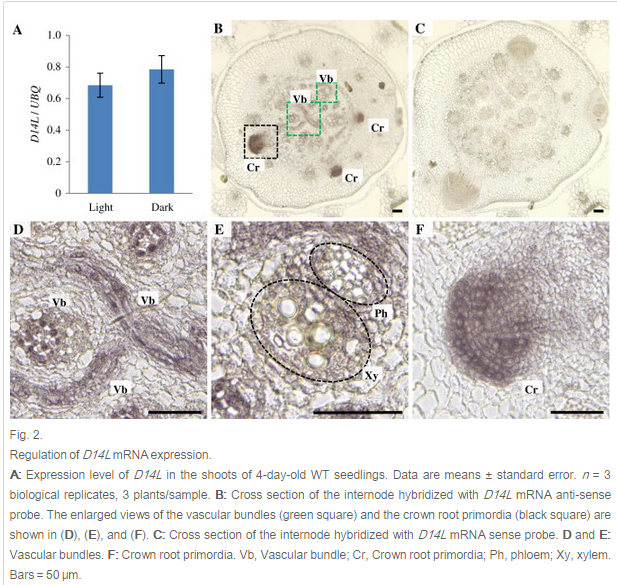 A
B
C
1.0
0.8
0.6
0.4
0.2
0
D14L / UBQ
Light
Dark
Vb
Vb
Cr
Cr
Cr
D
E
F
Vb
Vb
Vb
Ph
Xy
Cr
Fig. 2.
Regulation of D14L mRNA expression.
A: Expression level of D14L in the shoots of 4-day-old WT seedlings. Data are means ± standard error. n = 3
biological replicates, 3 plants/sample. B: Cross section of the internode hybridized with D14L mRNA anti-sense
probe. The enlarged views of the vascular bundles (green square) and the crown root primordia (black square) are
shown in (D), (E), and (F). C: Cross section of the internode hybridized with D14L mRNA sense probe. D and E:
Vascular bundles. F: Crown root primordia. Vb, Vascular bundle; Cr, Crown root primordia; Ph, phloem; Xy, xylem.
Bars = 50 µm.